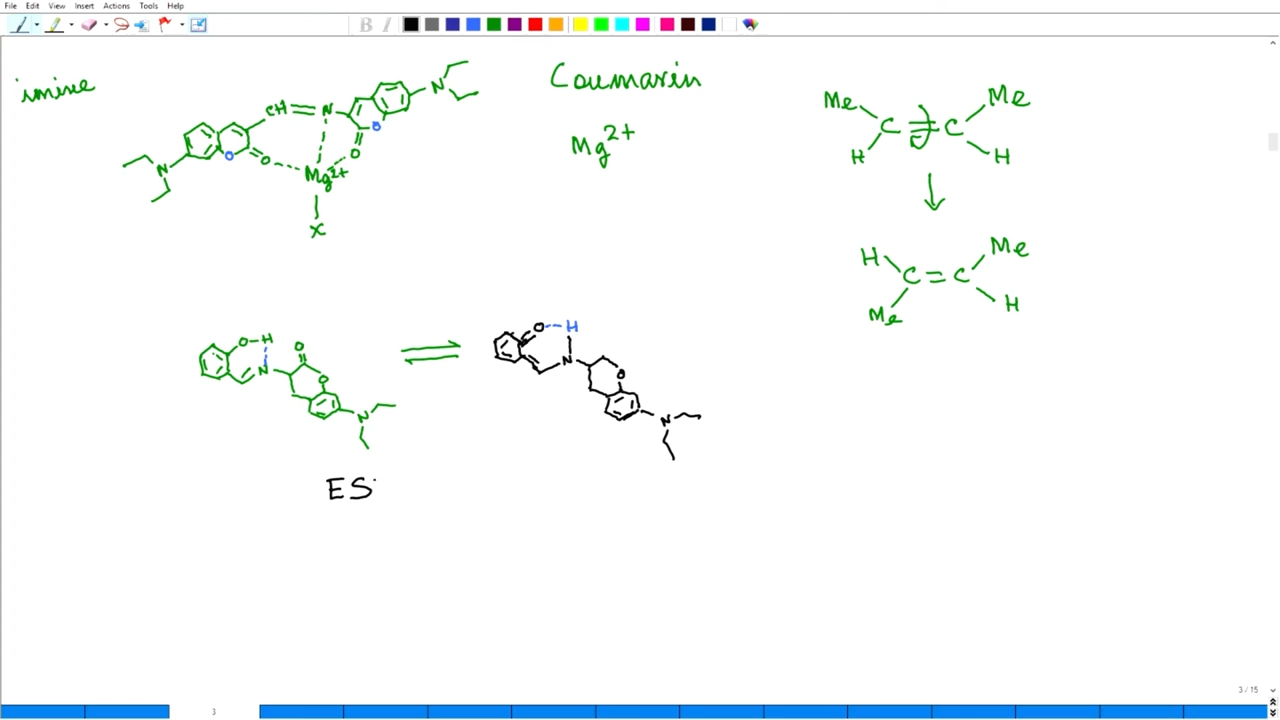 File Edit View Insert Actions Tools Help
B I
imine
Coumarin
Mg2+
CH N N
N O O O O
Mg2+
X
Me Me
C C
H H
H Me
C = C
Me H
O-H O
N O
N
O H
N O
N
ES
3 / 15
3